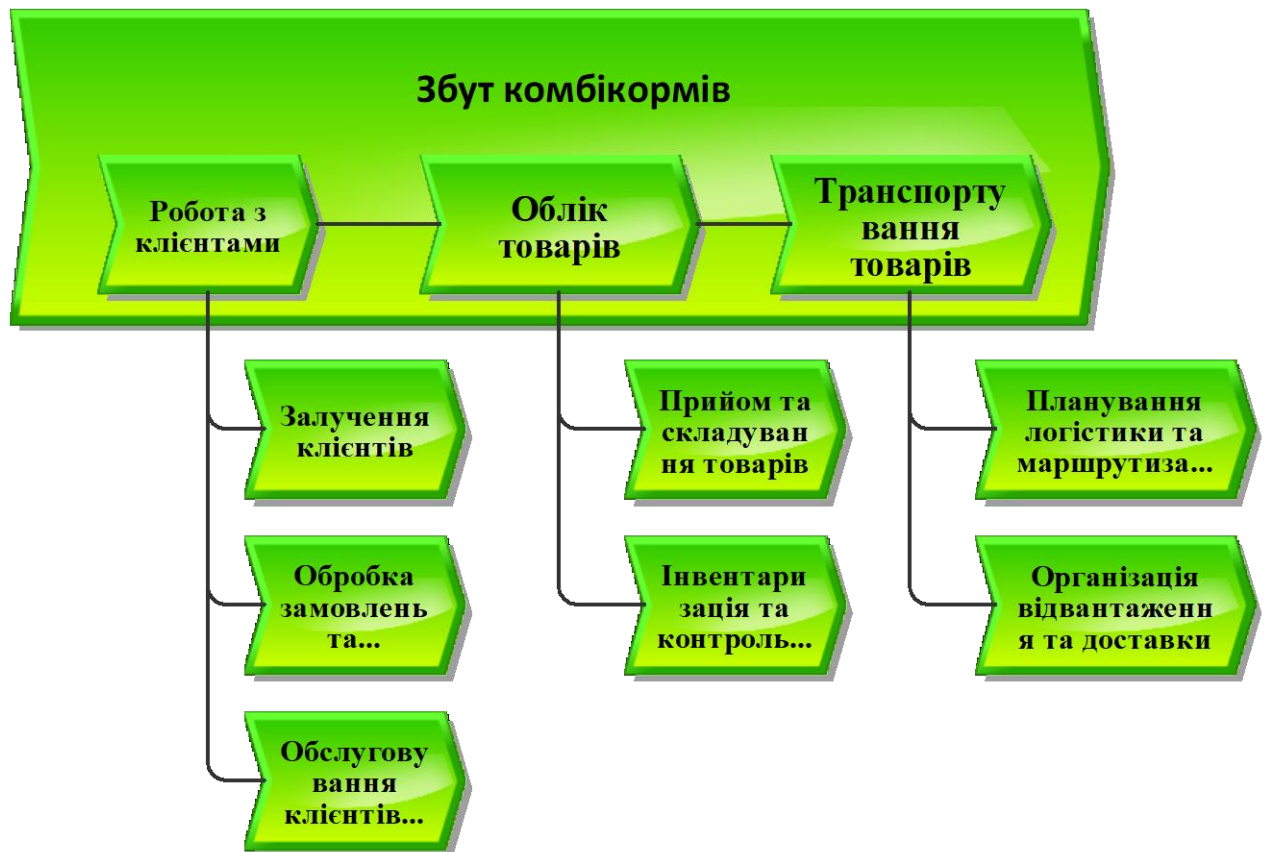 Збут комбікормів
Робота з
клієнтами
Облік
товарів
Транспорту
вання
товарів
Залучення
клієнтів
Обробка
замовлень
та...
Обслугову
вання
клієнтів...
Прийом та
складуван
ня товарів
Інвентари
зація та
контроль...
Планування
логістики та
маршрутиза...
Організація
відвантаженн
я та доставки